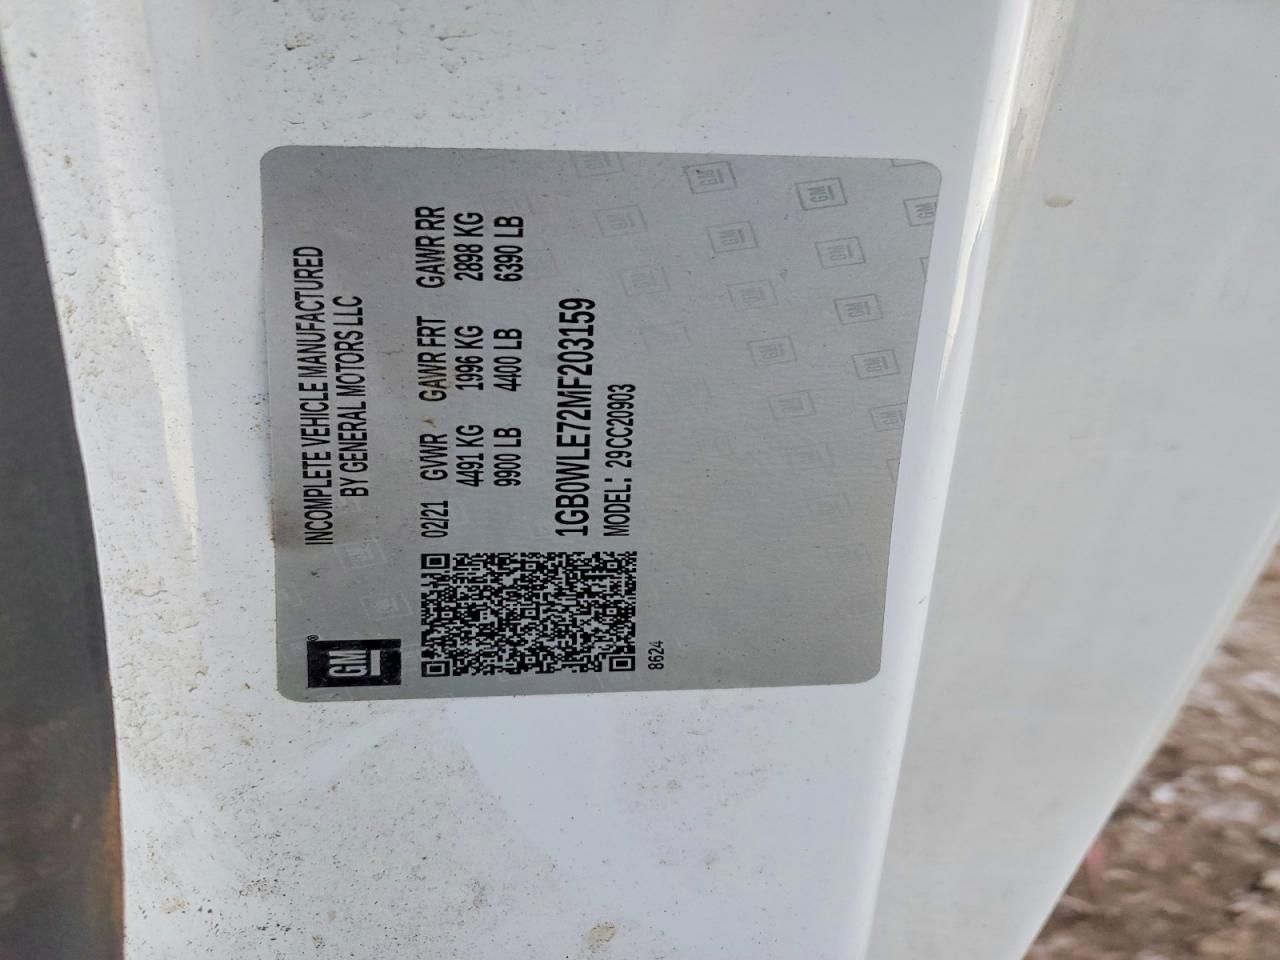 INCOMPLETE VEHICLE MANUFACTURED
BY GENERAL MOTORS LLC
GM®
02/21 GVWR GAWR FRT GAWR RR
4491 KG 1996 KG 2898 KG
9900 LB 4400 LB 6390 LB
1GB0WLE72MF203159
MODEL: 29CC20903
8624